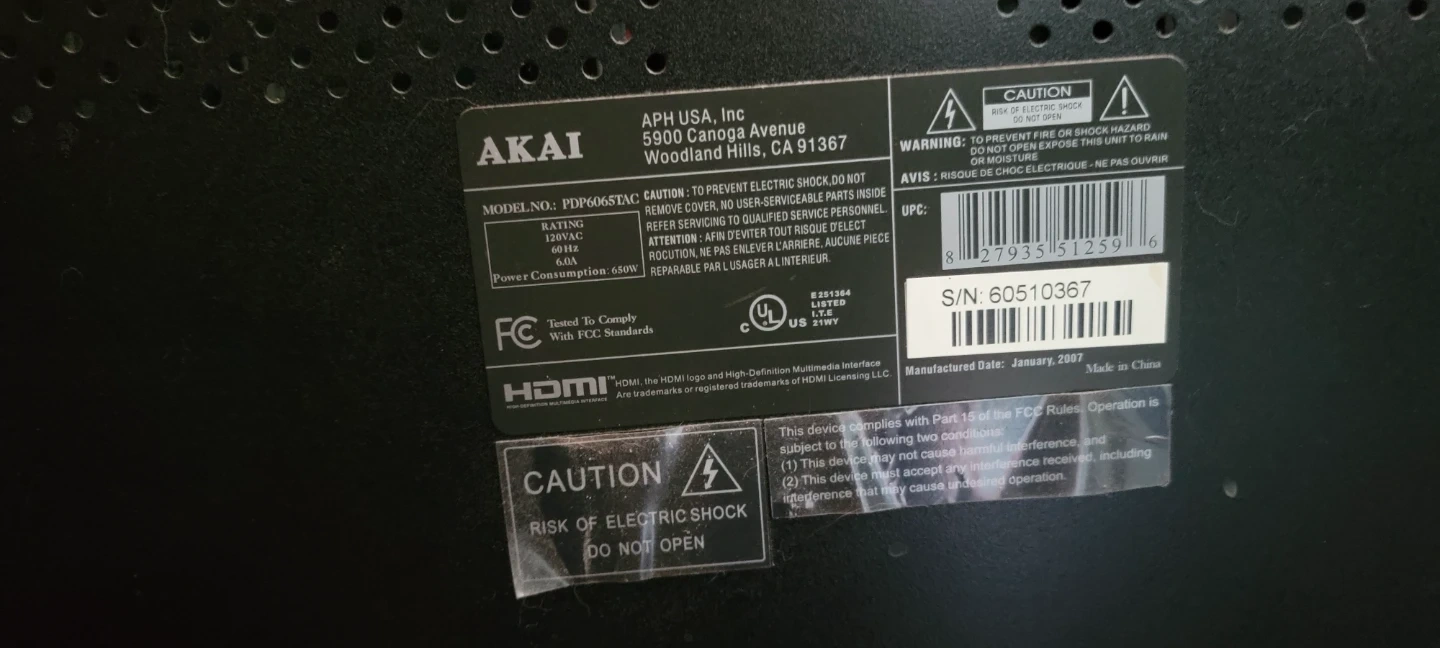 AKAI
APH USA, Inc
5900 Canoga Avenue
Woodland Hills, CA 91367
MODEL NO.: PDP6065TAC
RATING
120VAC
60Hz
6.0A
Power Consumption: 650W
CAUTION : TO PREVENT ELECTRIC SHOCK,DO NOT
REMOVE COVER, NO USER-SERVICEABLE PARTS INSIDE
REFER SERVICING TO QUALIFIED SERVICE PERSONNEL.
ATTENTION : AFIN D'EVITER TOUT RISQUE D'ELECT
ROCUTION, NE PAS ENLEVER L'ARRIERE, AUCUNE PIECE
REPARABLE PAR L USAGER A L INTERIEUR.
FC Tested To Comply
With FCC Standards
C UL US
E251364
LISTED
I.T.E
21WY
HDMI™
HIGH-DEFINITION MULTIMEDIA INTERFACE
HDMI, the HDMI logo and High-Definition Multimedia Interface
Are trademarks or registered trademarks of HDMI Licensing LLC.
CAUTION
RISK OF ELECTRIC SHOCK
DO NOT OPEN
WARNING: TO PREVENT FIRE OR SHOCK HAZARD
DO NOT OPEN EXPOSE THIS UNIT TO RAIN
OR MOISTURE
AVIS : RISQUE DE CHOC ELECTRIQUE - NE PAS OUVRIR
UPC:
8 27935 51259 6
S/N: 60510367
Manufactured Date: January, 2007
Made in China
CAUTION
RISK OF ELECTRIC SHOCK
DO NOT OPEN
This device complies with Part 15 of the FCC Rules. Operation is
subject to the following two conditions:
(1) This device may not cause harmful interference, and
(2) This device must accept any interference received, including
interference that may cause undesired operation.